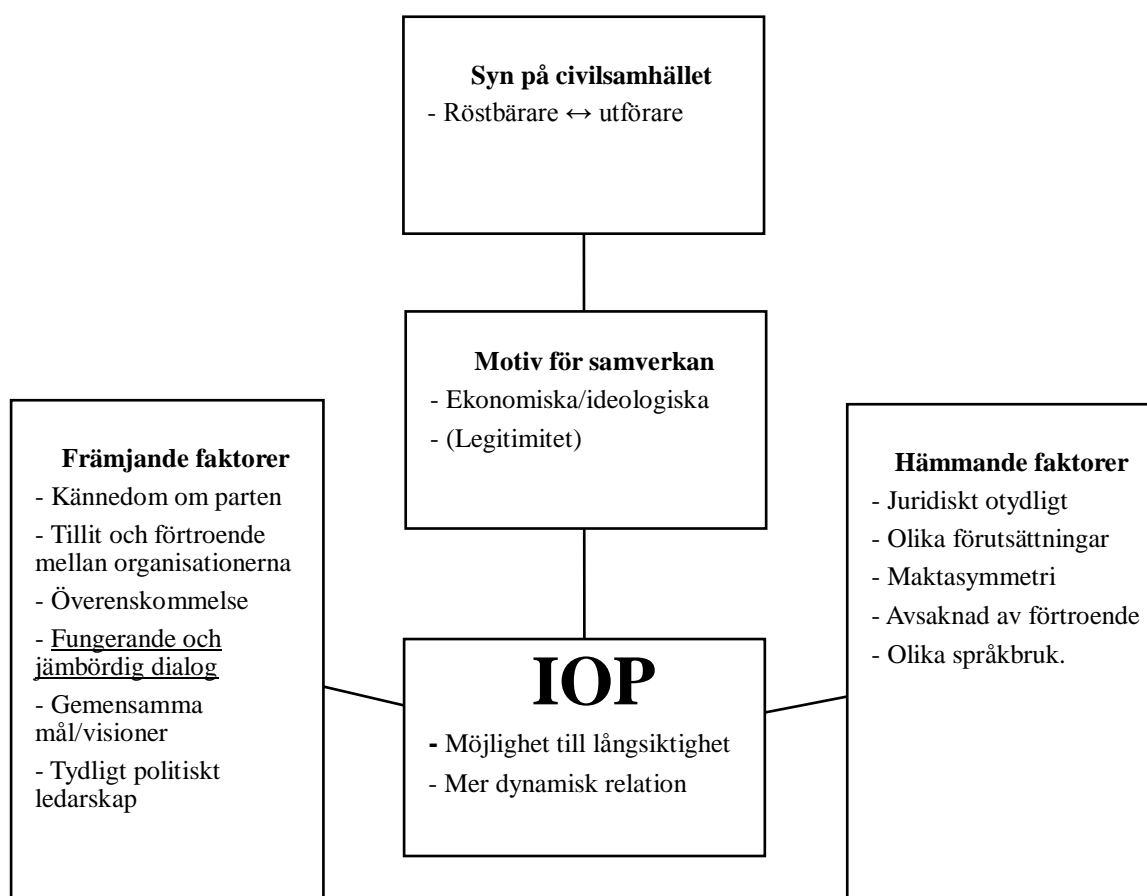 Syn på civilsamhället
- Röstbärare ↔ utförare
Motiv för samverkan
- Ekonomiska/ideologiska
- (Legitimitet)
Främjande faktorer
- Kännedom om parten
- Tillit och förtroende
mellan organisationerna
- Överenskommelse
- Fungerande och
jämbördig dialog
- Gemensamma
mål/visioner
- Tydligt politiskt
ledarskap
IOP
- Möjlighet till långsiktighet
- Mer dynamisk relation
Hämmande faktorer
- Juridiskt otydligt
- Olika förutsättningar
- Maktasymmetri
- Avsaknad av förtroende
- Olika språkbruk.